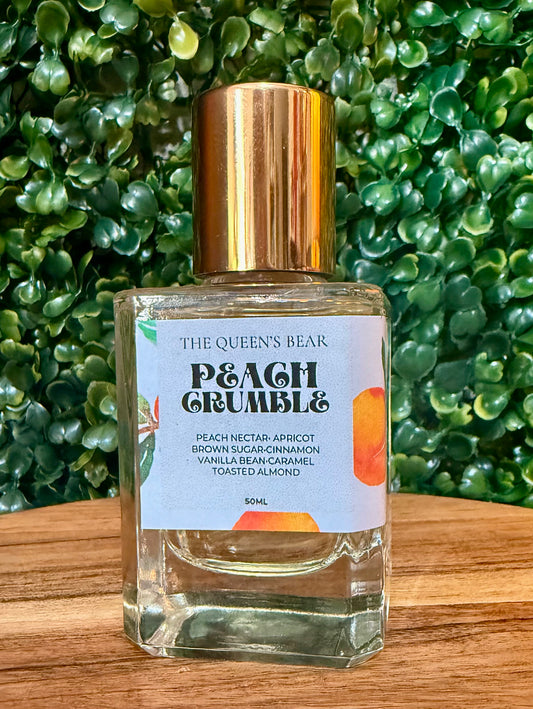 THE QUEEN'S BEAR
PEACH
CRUMBLE
PEACH NECTAR• APRICOT
BROWN SUGAR•CINNAMON
VANILLA BEAN•CARAMEL
TOASTED ALMOND
50ML